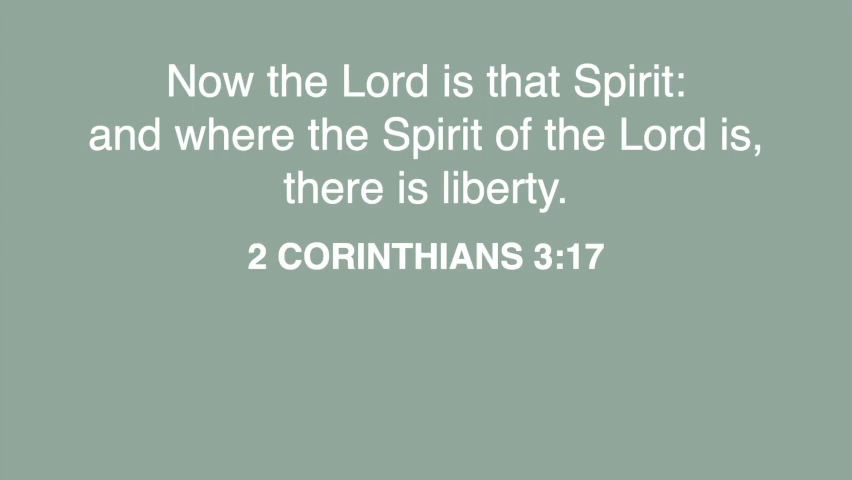 Now the Lord is that Spirit:
and where the Spirit of the Lord is,
there is liberty.
2 CORINTHIANS 3:17